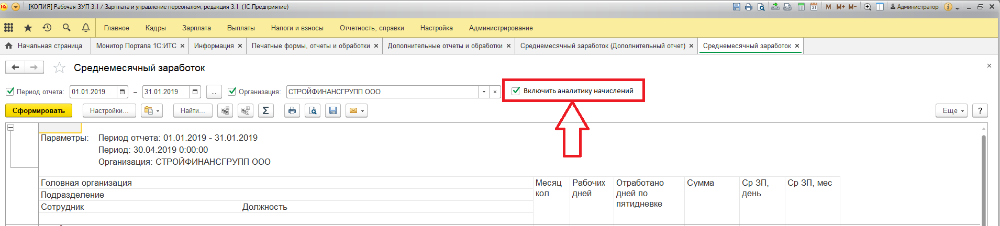 [КОПИЯ] Рабочая ЗУП 3.1 / Зарплата и управление персоналом, редакция 3.1 (1С:Предприятие)
M M+ M- Администратор
Главное Кадры Зарплата Выплаты Налоги и взносы Отчетность, справки Настройка Администрирование
Начальная страница Монитор Портала 1С:ИТС × Информация × Печатные формы, отчеты и обработки × Дополнительные отчеты и обработки × Среднемесячный заработок (Дополнительный отчет) × Среднемесячный заработок ×
Среднемесячный заработок
Период отчета: 01.01.2019 – 31.01.2019 ... Организация: СТРОЙФИНАНСГРУПП ООО Включить аналитику начислений
Сформировать Настройки... Найти... Σ Еще ?
Параметры: Период отчета: 01.01.2019 - 31.01.2019
Период: 30.04.2019 0:00:00
Организация: СТРОЙФИНАНСГРУПП ООО
Головная организация
Подразделение
Сотрудник Должность
Месяц кол
Рабочих дней
Отработано дней по пятидневке
Сумма
Ср ЗП, день
Ср ЗП, мес